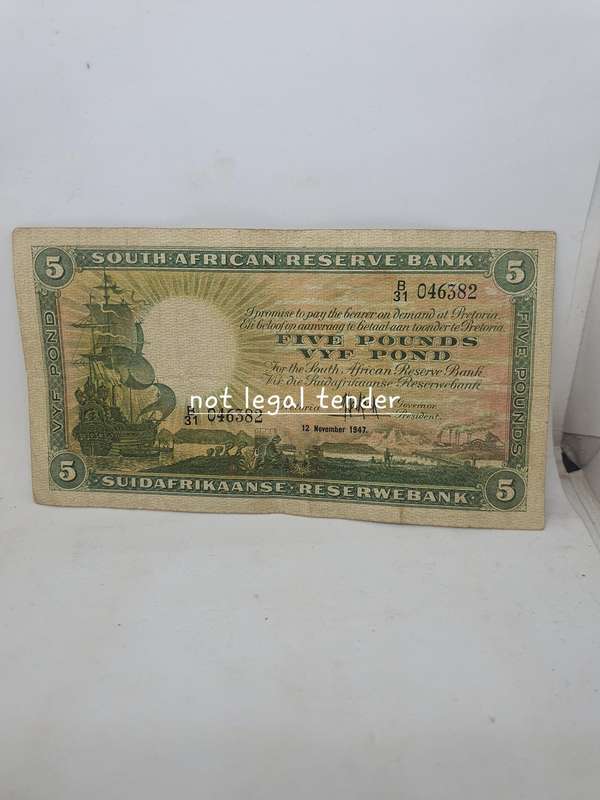 5 SOUTH·AFRICAN RESERVE·BANK 5
B/31 046382
I promise to pay the bearer on demand at Pretoria
Ek beloof op aanvraag te betaal aan toonder te Pretoria
FIVE POUNDS
VYF POND
For the South African Reserve Bank
Vir die Suidafrikaanse Reserwebank
not legal tender
B/31 046382
Governor
President.
12 November 1947.
VYF POND
FIVE POUNDS
5 SUIDAFRIKAANSE·RESERWEBANK 5